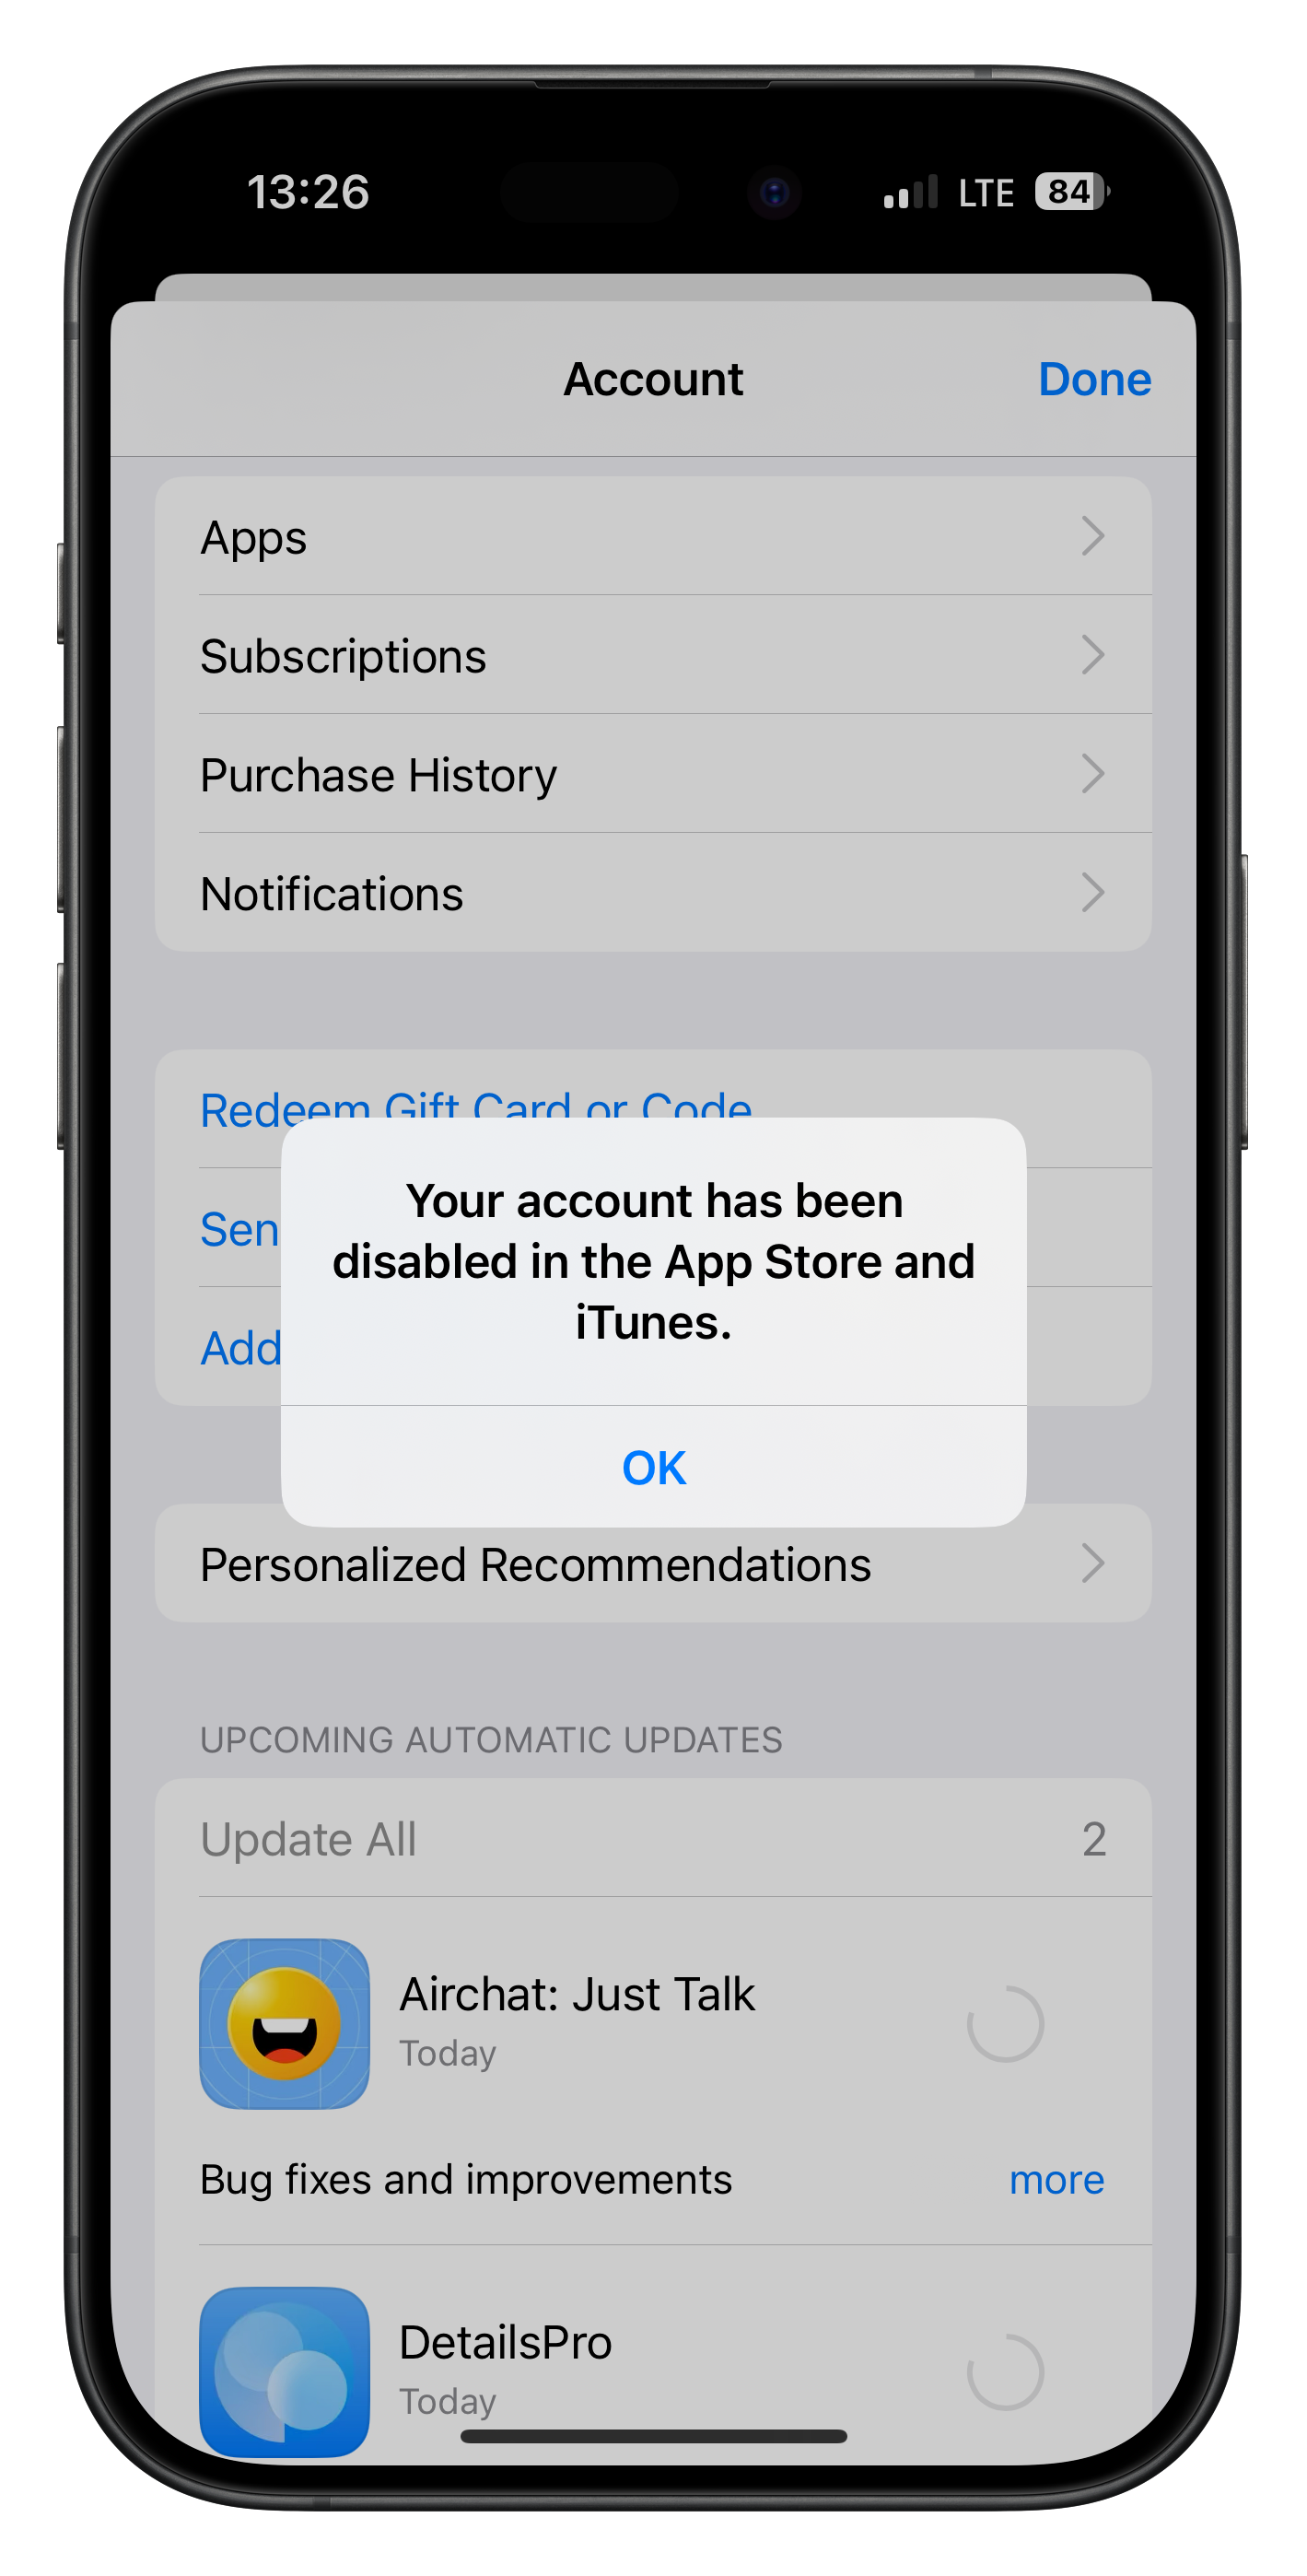 13:26
LTE
84
Account
Done
Apps
Subscriptions
Purchase History
Notifications
Redeem Gift Card or Code
Sen
Add
Your account has been
disabled in the App Store and
iTunes.
OK
Personalized Recommendations
UPCOMING AUTOMATIC UPDATES
Update All
2
Airchat: Just Talk
Today
Bug fixes and improvements
more
DetailsPro
Today